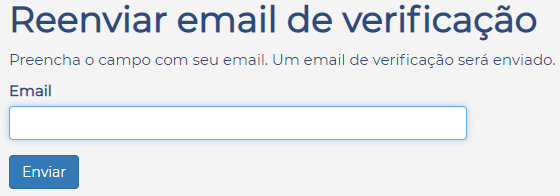 Reenviar email de verificação
Preencha o campo com seu email. Um email de verificação será enviado.
Email
Enviar